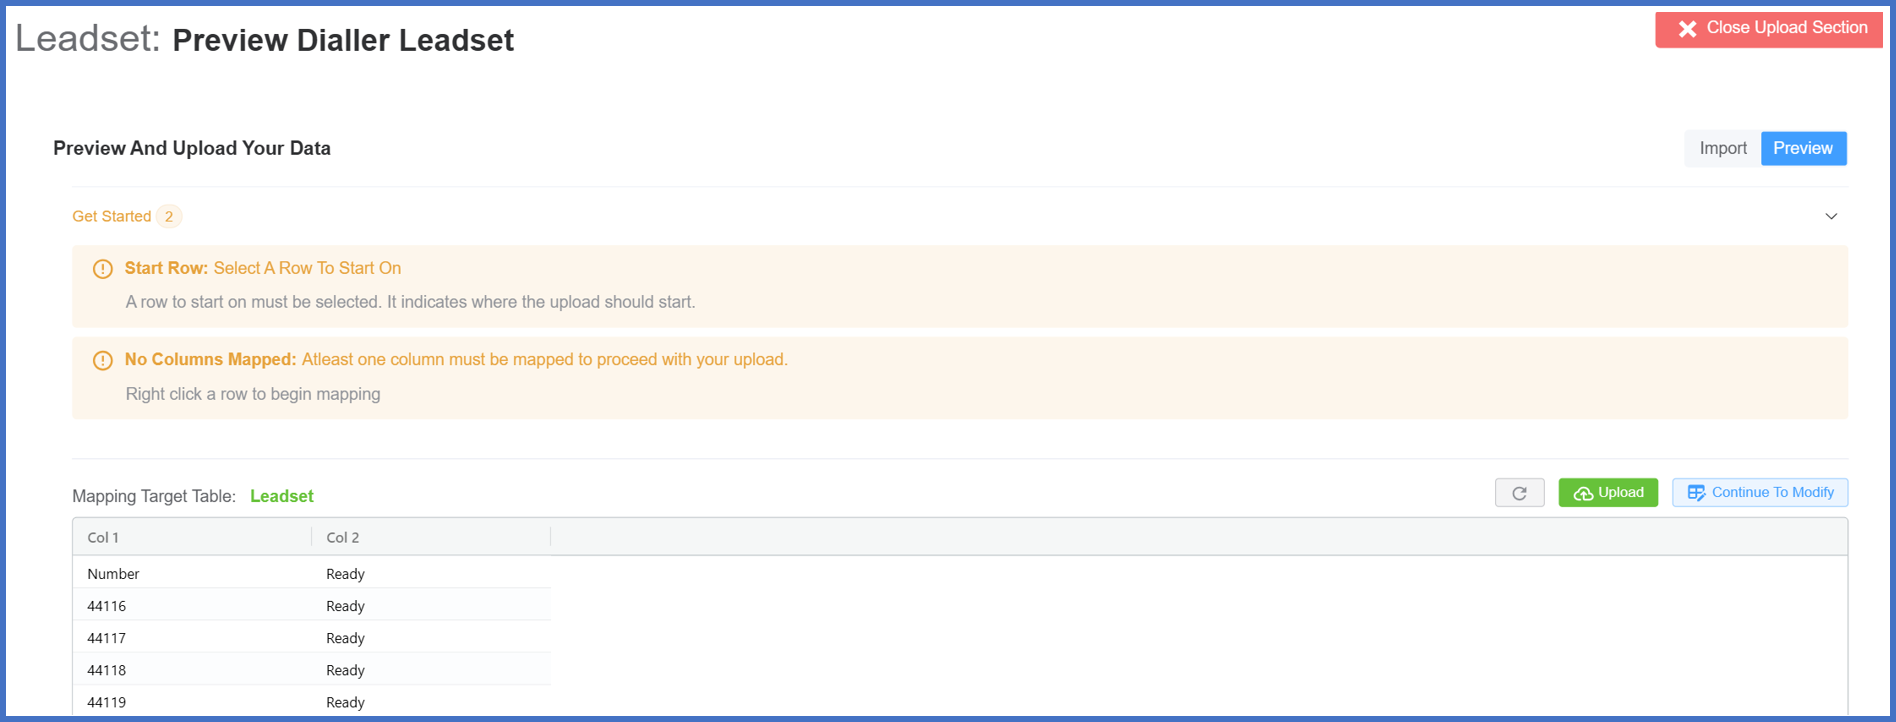 Leadset: Preview Dialler Leadset
Close Upload Section
Preview And Upload Your Data
Import
Preview
Get Started 2
Start Row: Select A Row To Start On
A row to start on must be selected. It indicates where the upload should start.
No Columns Mapped: Atleast one column must be mapped to proceed with your upload.
Right click a row to begin mapping
Mapping Target Table: Leadset
Upload
Continue To Modify
Col 1 Col 2
Number Ready
44116 Ready
44117 Ready
44118 Ready
44119 Ready